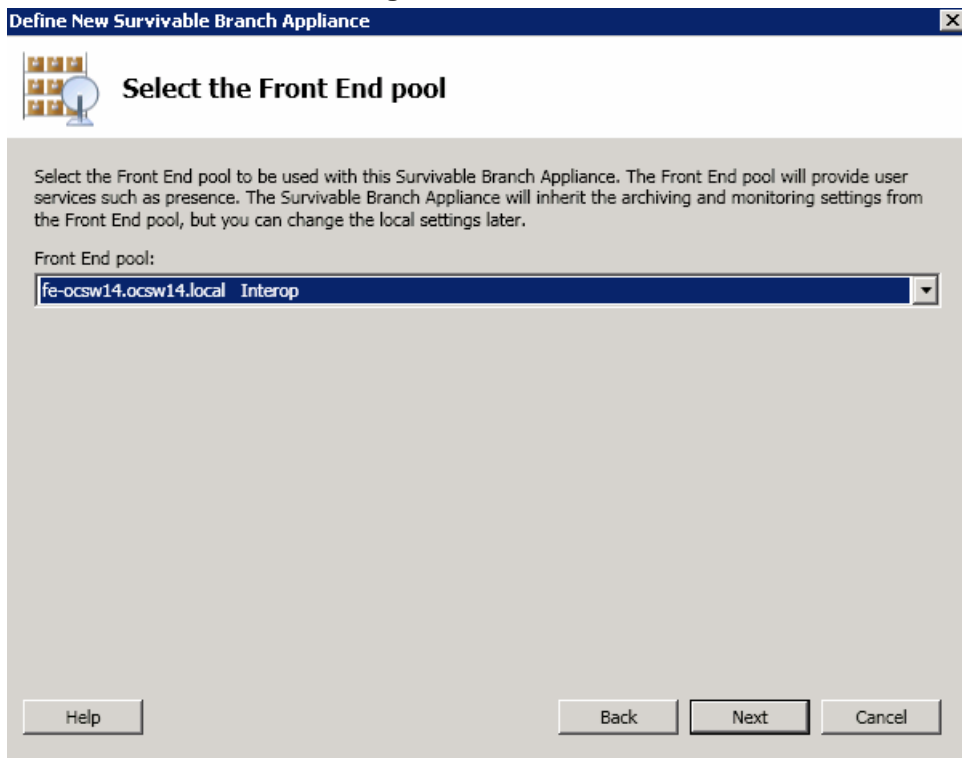 Define New Survivable Branch Appliance
Select the Front End pool
Select the Front End pool to be used with this Survivable Branch Appliance. The Front End pool will provide user
services such as presence. The Survivable Branch Appliance will inherit the archiving and monitoring settings from
the Front End pool, but you can change the local settings later.
Front End pool:
fe-ocsw14.ocsw14.local Interop
Help Back Next Cancel